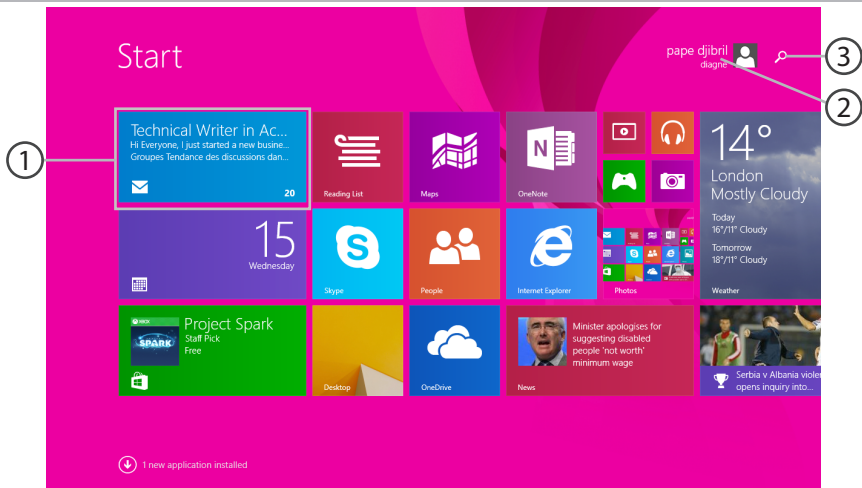 Start
pape djibril
diagne
3
2
1
Technical Writer in Ac...
Hi Everyone, I just started a new busine...
Groupes Tendance des discussions dan...
20
Reading List
Maps
N
OneNote
14°
London
Mostly Cloudy
Today
16°/11° Cloudy
Tomorrow
18°/11° Cloudy
Weather
15
Wednesday
S
Skype
People
e
Internet Explorer
Photos
XBOX
SPARK
Project Spark
Staff Pick
Free
Desktop
OneDrive
Minister apologises for
suggesting disabled
people 'not worth'
minimum wage
News
Serbia v Albania viole
opens inquiry into...
1 new application installed